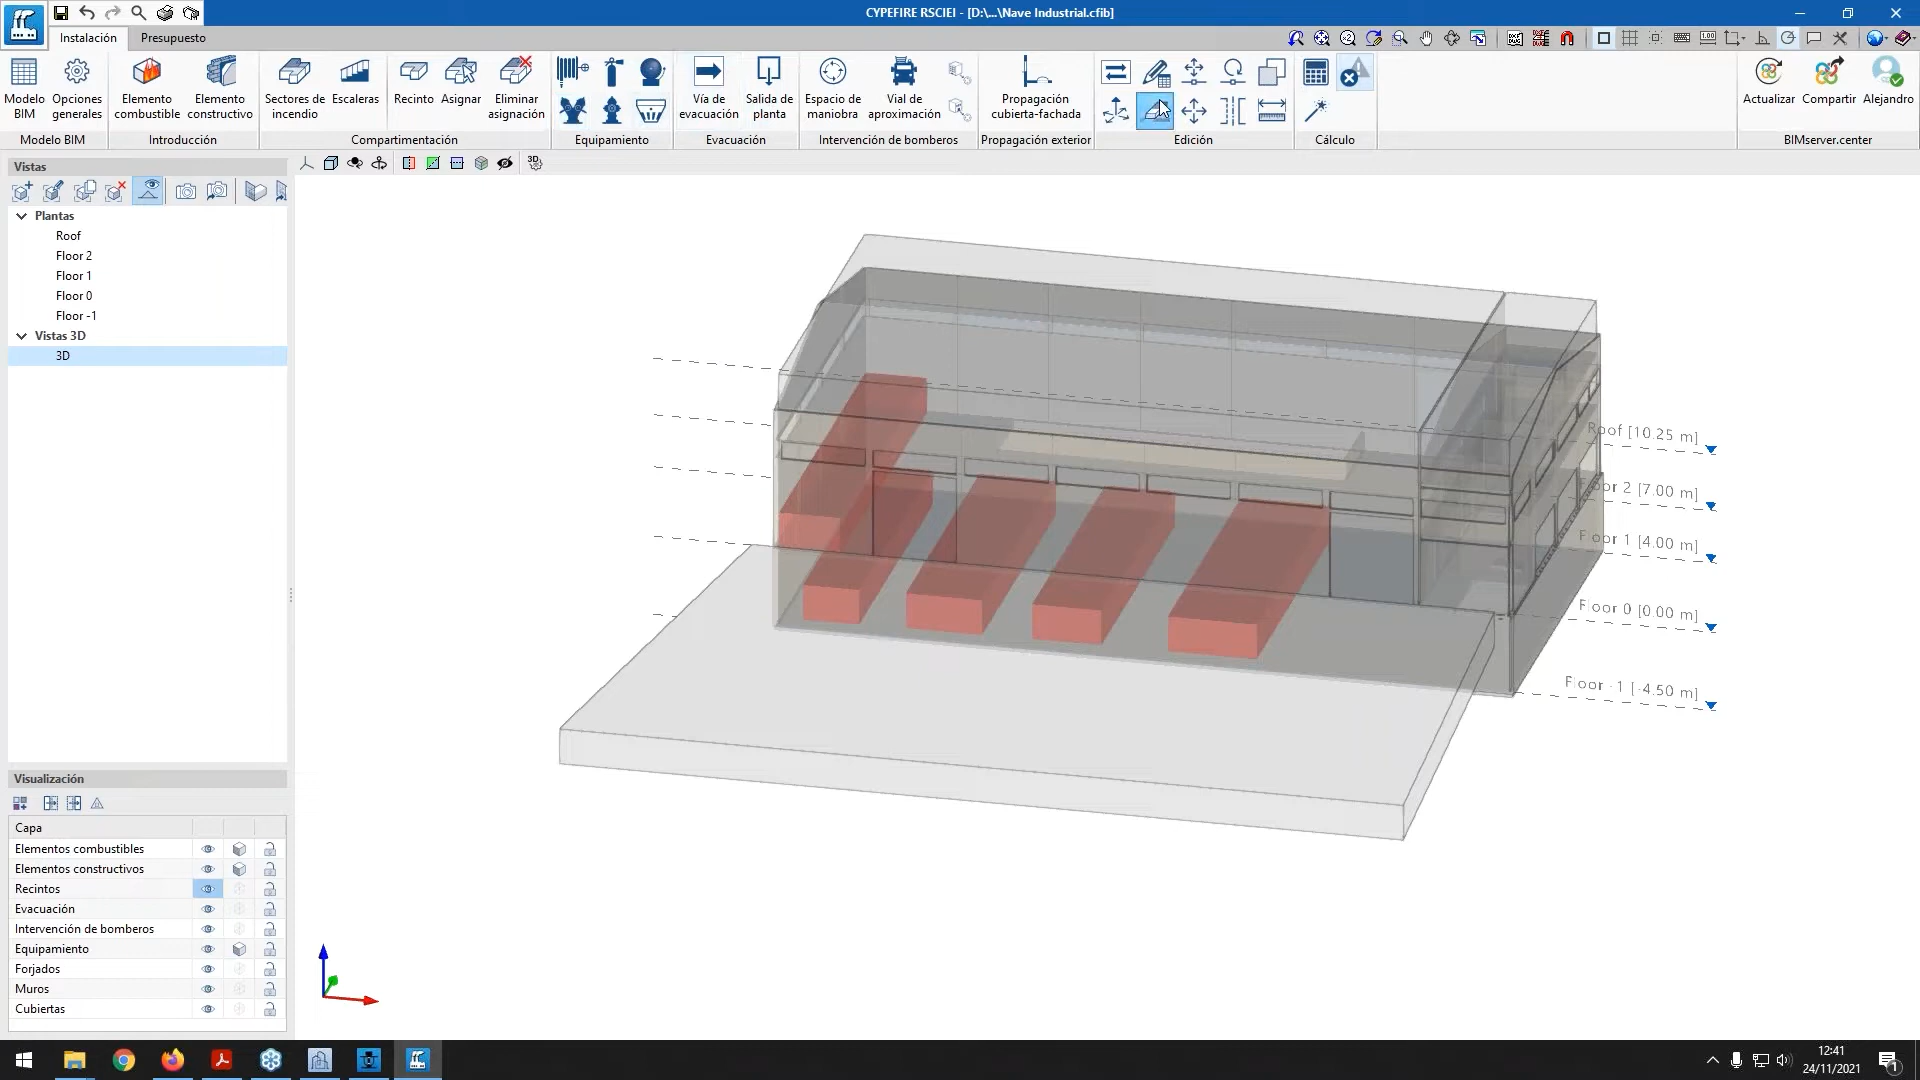 CYPEFIRE RSCIEI - [D:\...\Nave Industrial.cfib]
Instalación
Presupuesto
Modelo BIM
Opciones generales
Elemento combustible
Elemento constructivo
Sectores de incendio
Escaleras
Recinto
Asignar
Eliminar asignación
Vía de evacuación
Salida de planta
Espacio de maniobra
Vial de aproximación
Propagación cubierta-fachada
Actualizar
Compartir
Alejandro
Modelo BIM
Introducción
Compartimentación
Equipamiento
Evacuación
Intervención de bomberos
Propagación exterior
Edición
Cálculo
BIMserver.center
Vistas
Plantas
Roof
Floor 2
Floor 1
Floor 0
Floor -1
Vistas 3D
3D
Roof [10.25 m]
Floor 2 [7.00 m]
Floor 1 [4.00 m]
Floor 0 [0.00 m]
Floor -1 [-4.50 m]
Visualización
Capa
Elementos combustibles
Elementos constructivos
Recintos
Evacuación
Intervención de bomberos
Equipamiento
Forjados
Muros
Cubiertas
12:41
24/11/2021
1